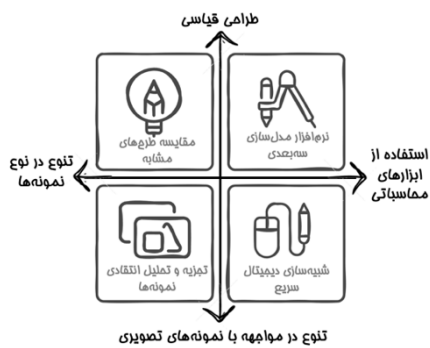 طراحی قیاسی
مقایسه طرح‌های
مشابه
نرم‌افزار مدل‌سازی
سه‌بعدی
تنوع در نوع
نمونه‌ها
استفاده از
ابزارهای
محاسباتی
تجزیه و تحلیل انتقادی
نمونه‌ها
شبیه‌سازی دیجیتال
سریع
تنوع در مواجهه با نمونه‌های تصویری